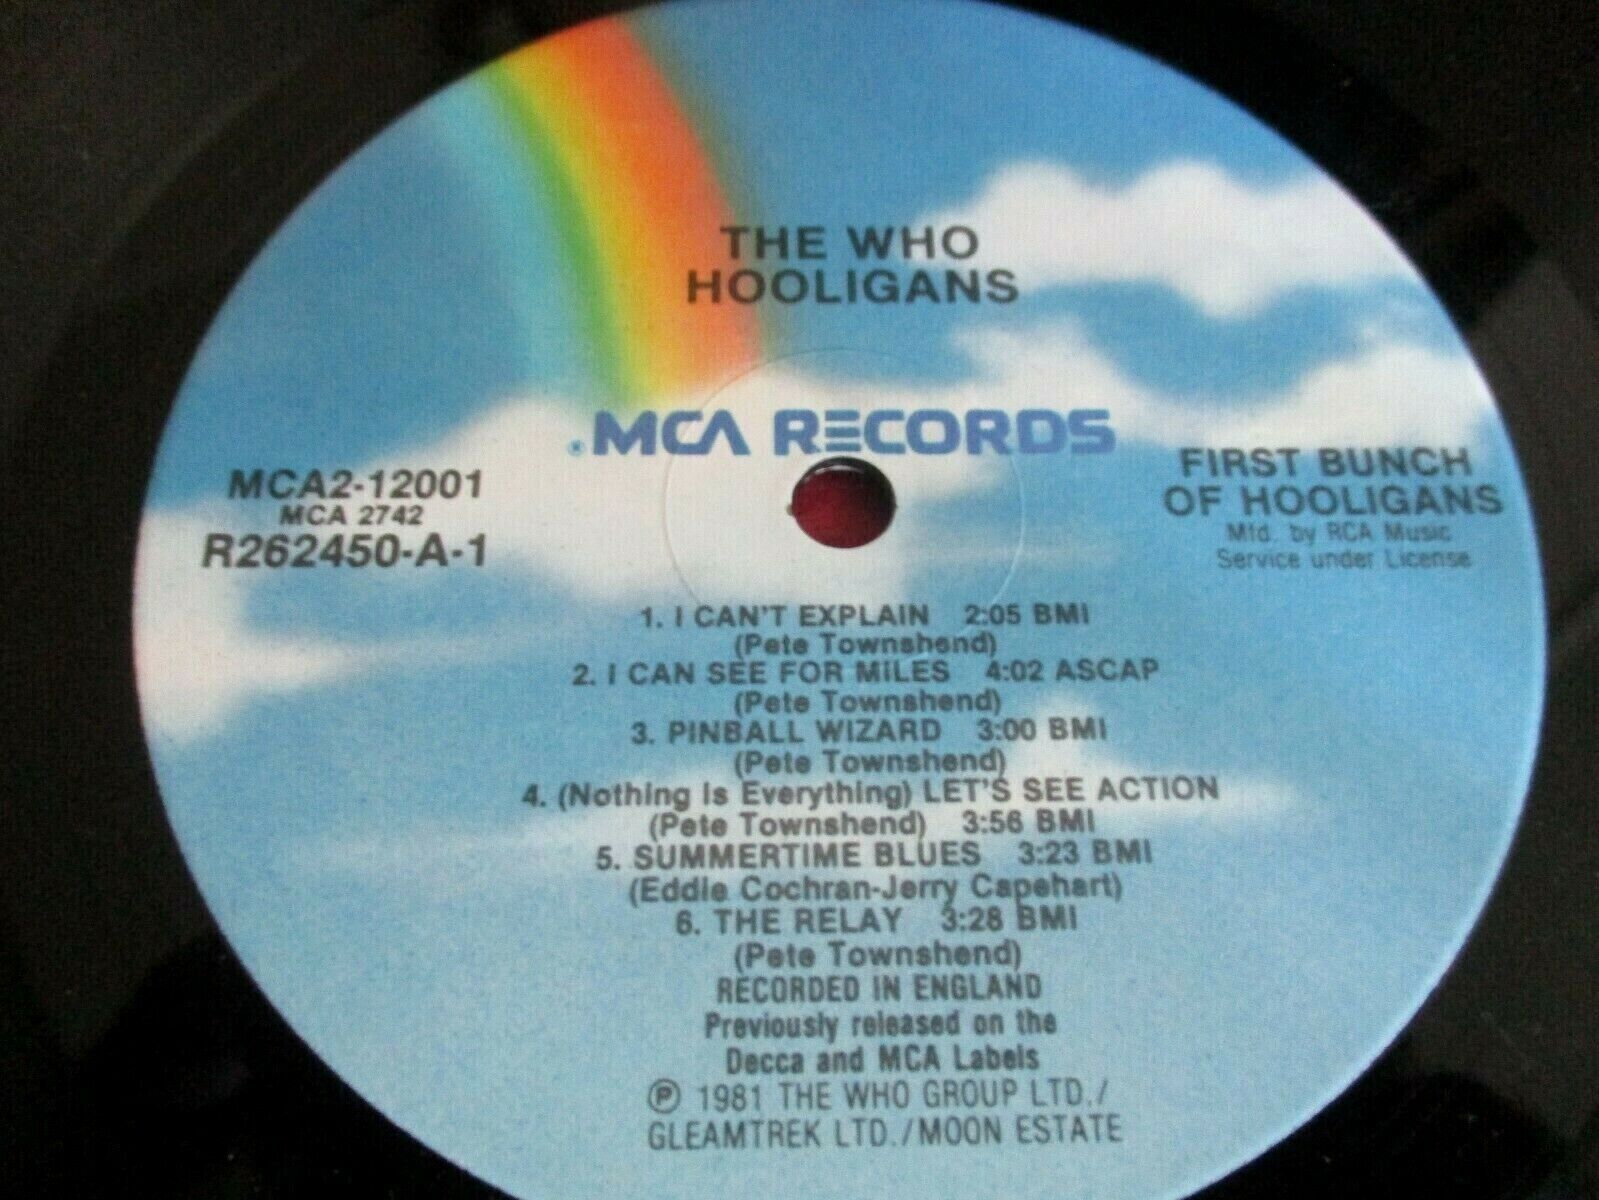 THE WHO
HOOLIGANS
® MCA RECORDS
MCA2-12001
MCA 2742
R262450-A-1
FIRST BUNCH
OF HOOLIGANS
Mfd. by RCA Music
Service under License
1. I CAN'T EXPLAIN 2:05 BMI
(Pete Townshend)
2. I CAN SEE FOR MILES 4:02 ASCAP
(Pete Townshend)
3. PINBALL WIZARD 3:00 BMI
(Pete Townshend)
4. (Nothing Is Everything) LET'S SEE ACTION
(Pete Townshend) 3:56 BMI
5. SUMMERTIME BLUES 3:23 BMI
(Eddie Cochran-Jerry Capehart)
6. THE RELAY 3:28 BMI
(Pete Townshend)
RECORDED IN ENGLAND
Previously released on the
Decca and MCA Labels
℗ 1981 THE WHO GROUP LTD./
GLEAMTREK LTD./MOON ESTATE